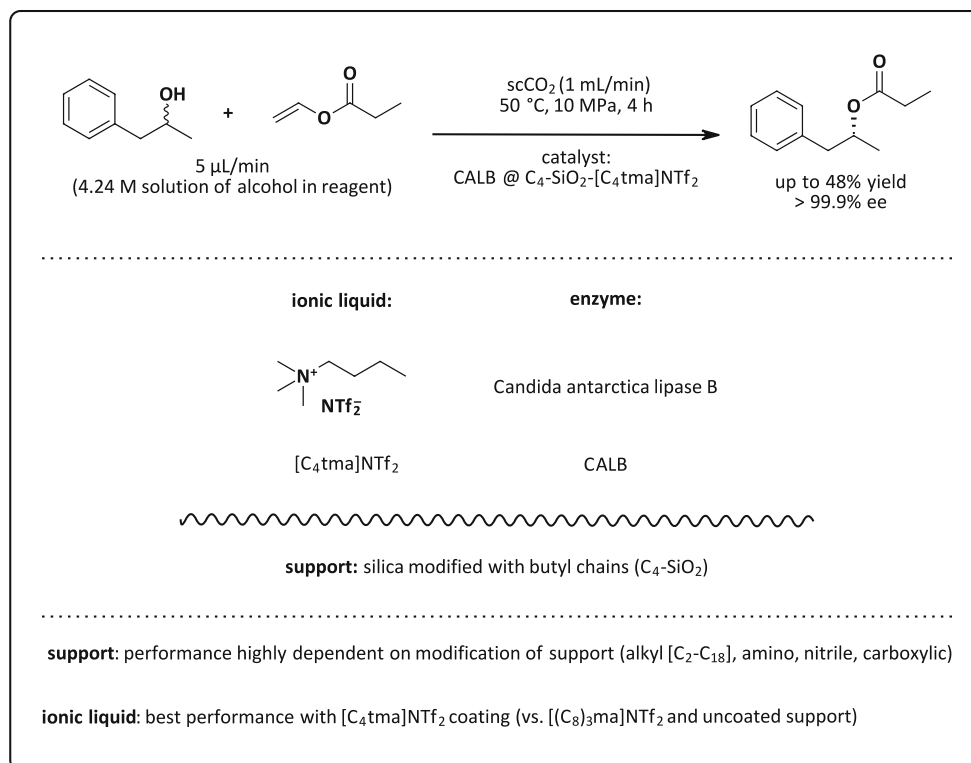 OH
+
O
O
5 µL/min
(4.24 M solution of alcohol in reagent)
scCO₂ (1 mL/min)
50 °C, 10 MPa, 4 h
catalyst:
CALB @ C₄-SiO₂-[C₄tma]NTf₂
O
O
up to 48% yield
> 99.9% ee
ionic liquid:
enzyme:
N⁺
NTf₂⁻
Candida antarctica lipase B
[C₄tma]NTf₂
CALB
support: silica modified with butyl chains (C₄-SiO₂)
support: performance highly dependent on modification of support (alkyl [C₂-C₁₈], amino, nitrile, carboxylic)
ionic liquid: best performance with [C₄tma]NTf₂ coating (vs. [(C₈)₃ma]NTf₂ and uncoated support)